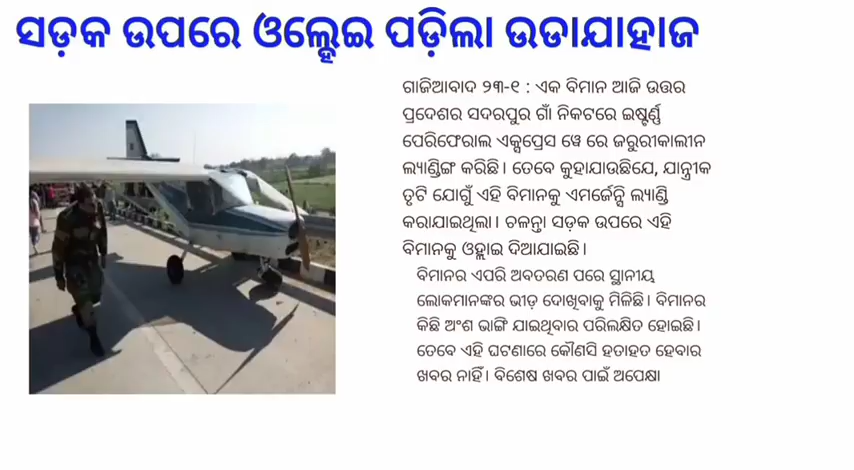 ସଡ଼କ ଉପରେ ଓଲ୍ହେଇ ପଡ଼ିଲା ଉଡାଯାହାଜ
ଗାଜିଆବାଦ ୨୩-୧ : ଏକ ବିମାନ ଆଜି ଉତ୍ତର
ପ୍ରଦେଶର ସଦରପୁର ଗାଁ ନିକଟରେ ଇଷ୍ଟର୍ଣ୍ଣ
ପେରିଫେରାଲ ଏକ୍ସପ୍ରେସ ୱେ ରେ ଜରୁରୀକାଲୀନ
ଲ୍ୟାଣ୍ଡିଙ୍ଗ କରିଛି । ତେବେ କୁହାଯାଉଛିଯେ, ଯାନ୍ତ୍ରୀକ
ତୃଟି ଯୋଗୁଁ ଏହି ବିମାନକୁ ଏମର୍ଜେନ୍ସି ଲ୍ୟାଣ୍ଡି
କରାଯାଇଥିଲା । ଚଳନ୍ତା ସଡ଼କ ଉପରେ ଏହି
ବିମାନକୁ ଓହ୍ଲାଇ ଦିଆଯାଇଛି ।
ବିମାନର ଏପରି ଅବତରଣ ପରେ ସ୍ଥାନୀୟ
ଲୋକମାନଙ୍କର ଭୀଡ଼ ଦୋଖିବାକୁ ମିଳିଛି । ବିମାନର
କିଛି ଅଂଶ ଭାଙ୍ଗି ଯାଇଥିବାର ପରିଲକ୍ଷିତ ହୋଇଛି ।
ତେବେ ଏହି ଘଟଣାରେ କୌଣସି ହତାହତ ହେବାର
ଖବର ନାହିଁ । ବିଶେଷ ଖବର ପାଇଁ ଅପେକ୍ଷା